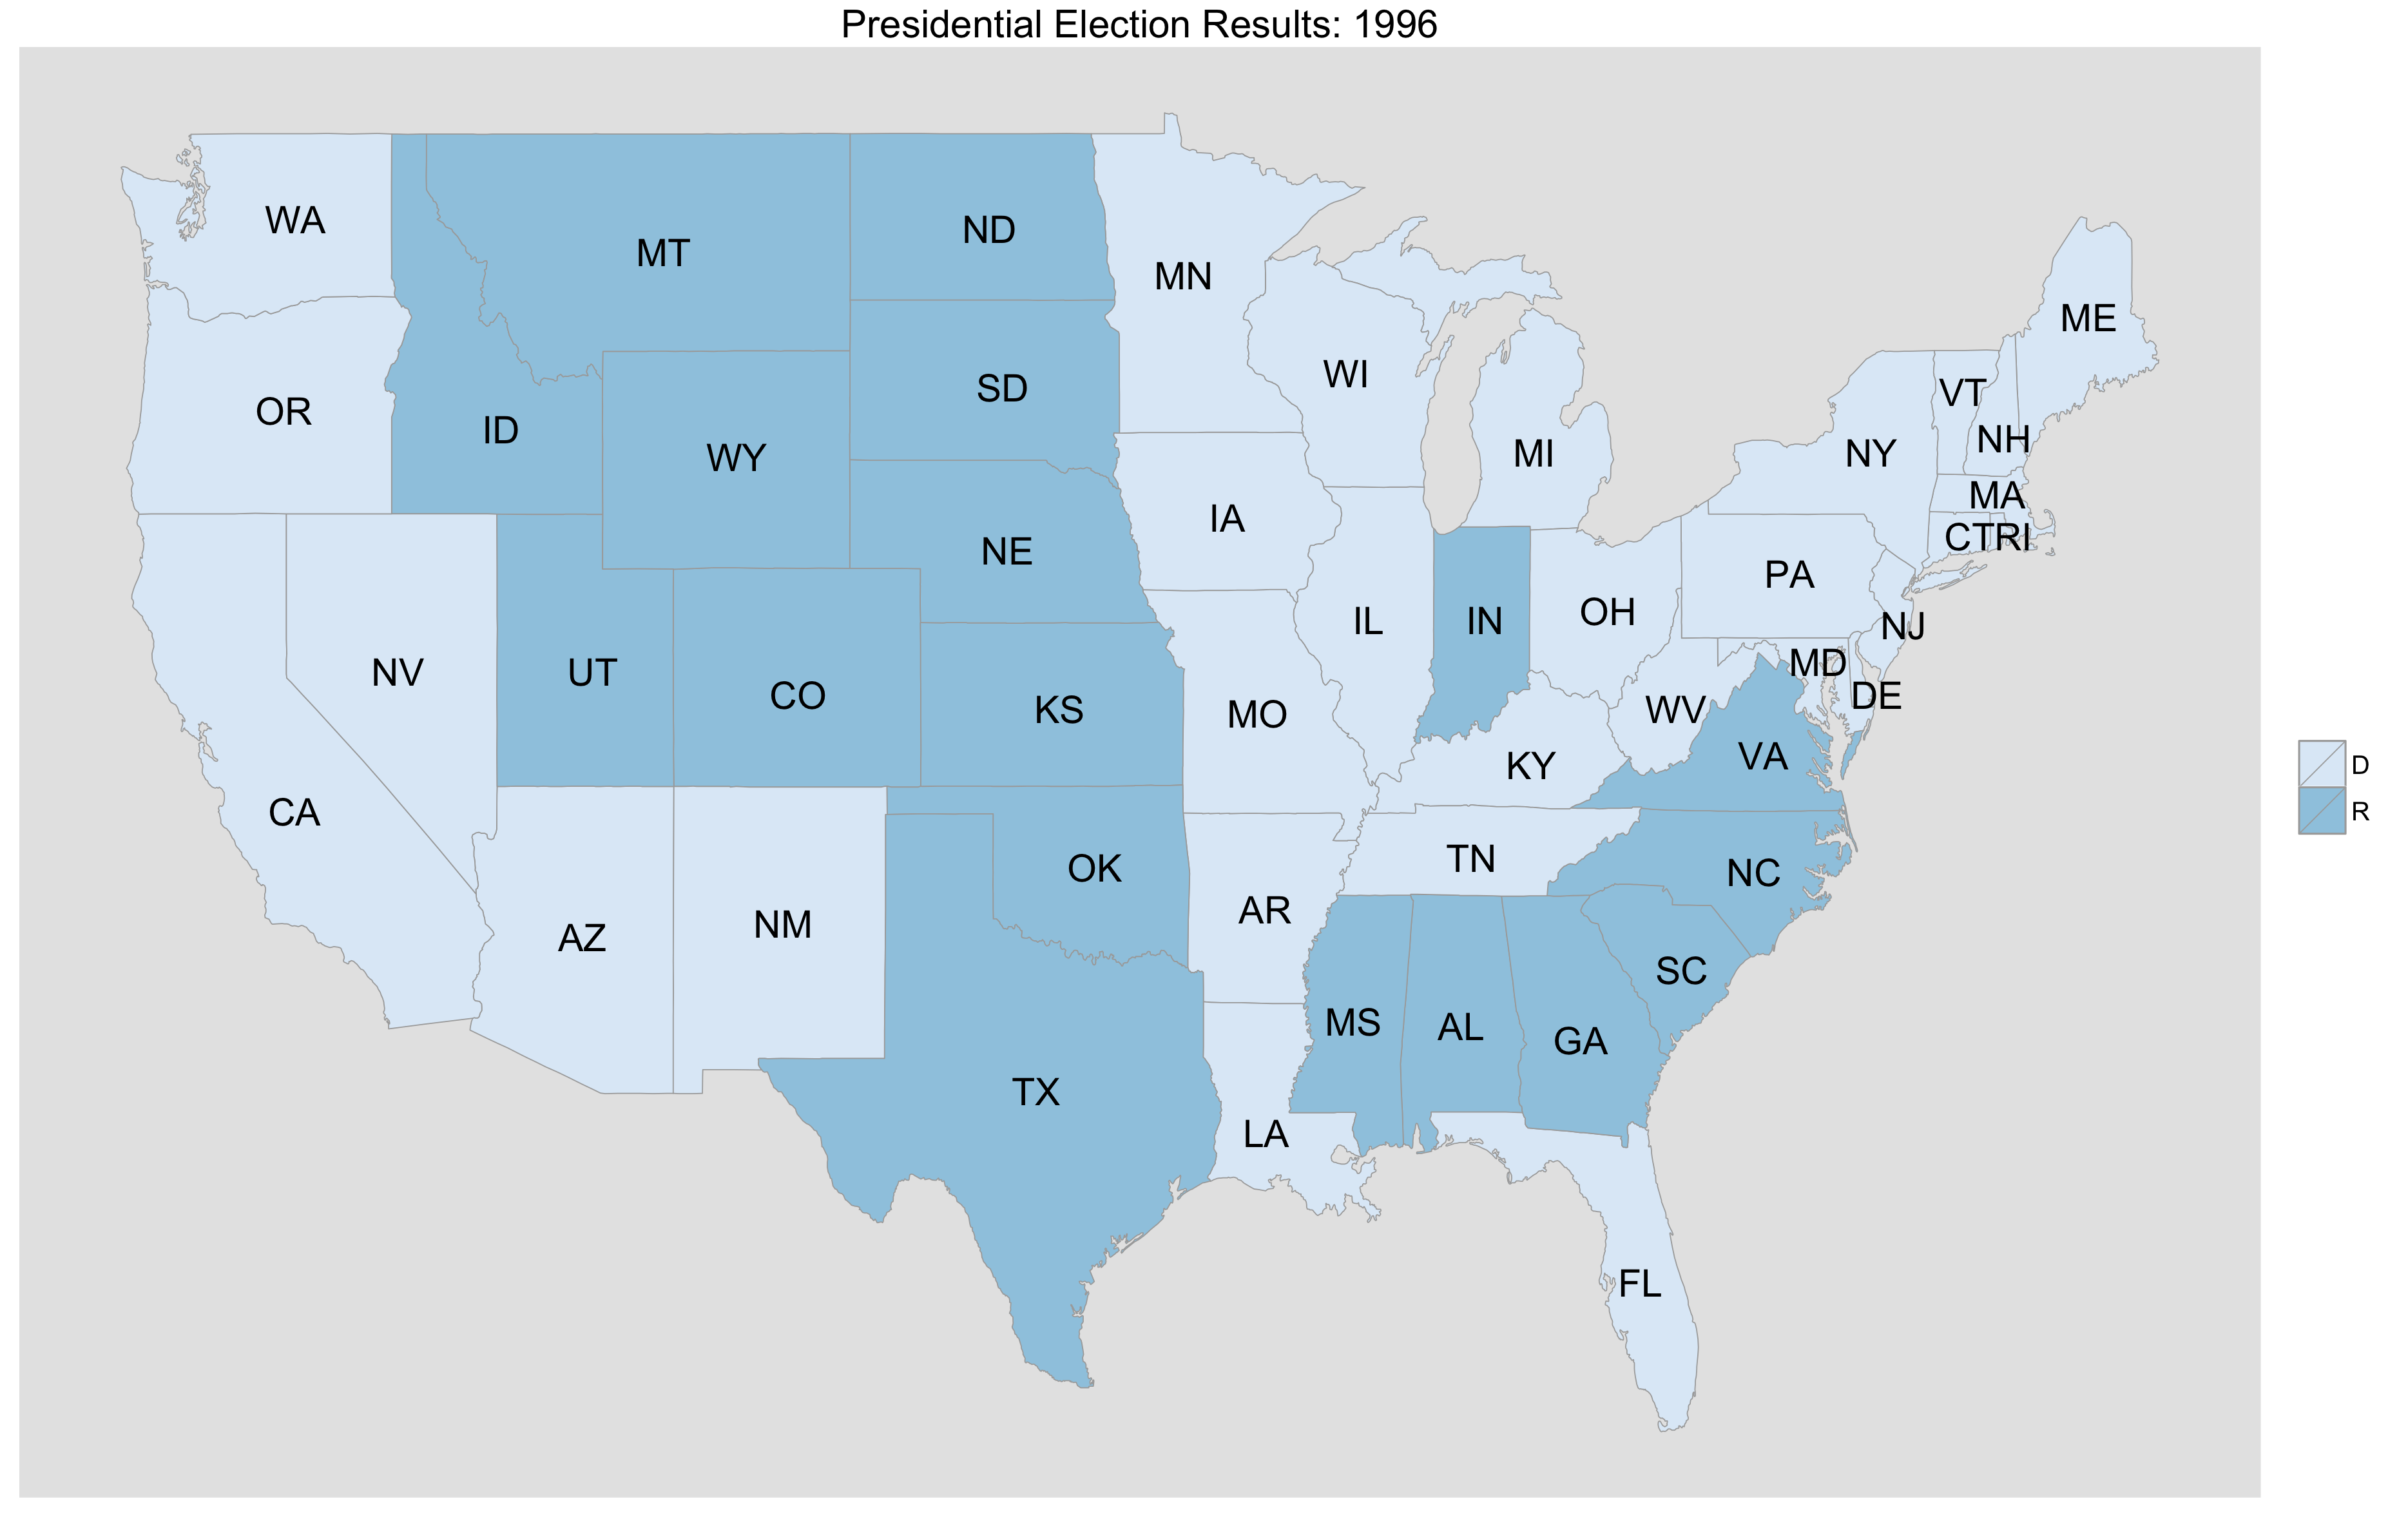 Presidential Election Results: 1996
WA
MT
ND
MN
ME
OR
ID
WY
SD
WI
MI
VT
NY
NH
MA
CT
RI
IA
NE
PA
NV
UT
CO
KS
MO
IL
IN
OH
NJ
MD
DE
WV
VA
KY
D
R
CA
AZ
NM
OK
AR
TN
NC
SC
MS
AL
GA
TX
LA
FL